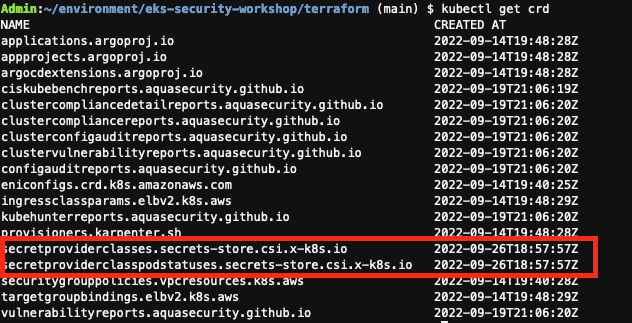 Admin:~/environment/eks-security-workshop/terraform (main) $ kubectl get crd
NAME CREATED AT
applications.argoproj.io 2022-09-14T19:48:28Z
appprojects.argoproj.io 2022-09-14T19:48:28Z
argocdextensions.argoproj.io 2022-09-14T19:48:28Z
ciskubebenchreports.aquasecurity.github.io 2022-09-19T21:06:19Z
clustercompliancedetailreports.aquasecurity.github.io 2022-09-19T21:06:20Z
clustercompliancereports.aquasecurity.github.io 2022-09-19T21:06:20Z
clusterconfigauditreports.aquasecurity.github.io 2022-09-19T21:06:20Z
clustervulnerabilityreports.aquasecurity.github.io 2022-09-19T21:06:20Z
configauditreports.aquasecurity.github.io 2022-09-19T21:06:20Z
eniconfigs.crd.k8s.amazonaws.com 2022-09-14T19:40:25Z
ingressclassparams.elbv2.k8s.aws 2022-09-14T19:48:29Z
kubehunterreports.aquasecurity.github.io 2022-09-19T21:06:20Z
provisioners.karpenter.sh 2022-09-14T19:48:28Z
secretproviderclasses.secrets-store.csi.x-k8s.io 2022-09-26T18:57:57Z
secretproviderclasspodstatuses.secrets-store.csi.x-k8s.io 2022-09-26T18:57:57Z
securitygrouppolicies.vpcresources.k8s.aws 2022-09-14T19:40:28Z
targetgroupbindings.elbv2.k8s.aws 2022-09-14T19:48:29Z
vulnerabilityreports.aquasecurity.github.io 2022-09-19T21:06:20Z